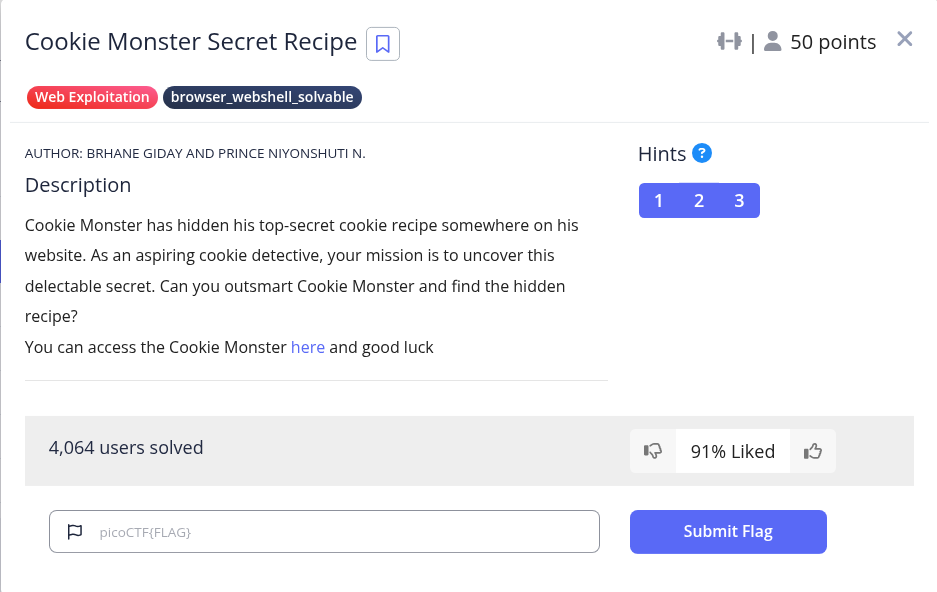 Cookie Monster Secret Recipe
| 50 points
Web Exploitation browser_webshell_solvable
AUTHOR: BRHANE GIDAY AND PRINCE NIYONSHUTI N.
Hints ?
Description
1 2 3
Cookie Monster has hidden his top-secret cookie recipe somewhere on his
website. As an aspiring cookie detective, your mission is to uncover this
delectable secret. Can you outsmart Cookie Monster and find the hidden
recipe?
You can access the Cookie Monster here and good luck
4,064 users solved
91% Liked
picoCTF{FLAG}
Submit Flag